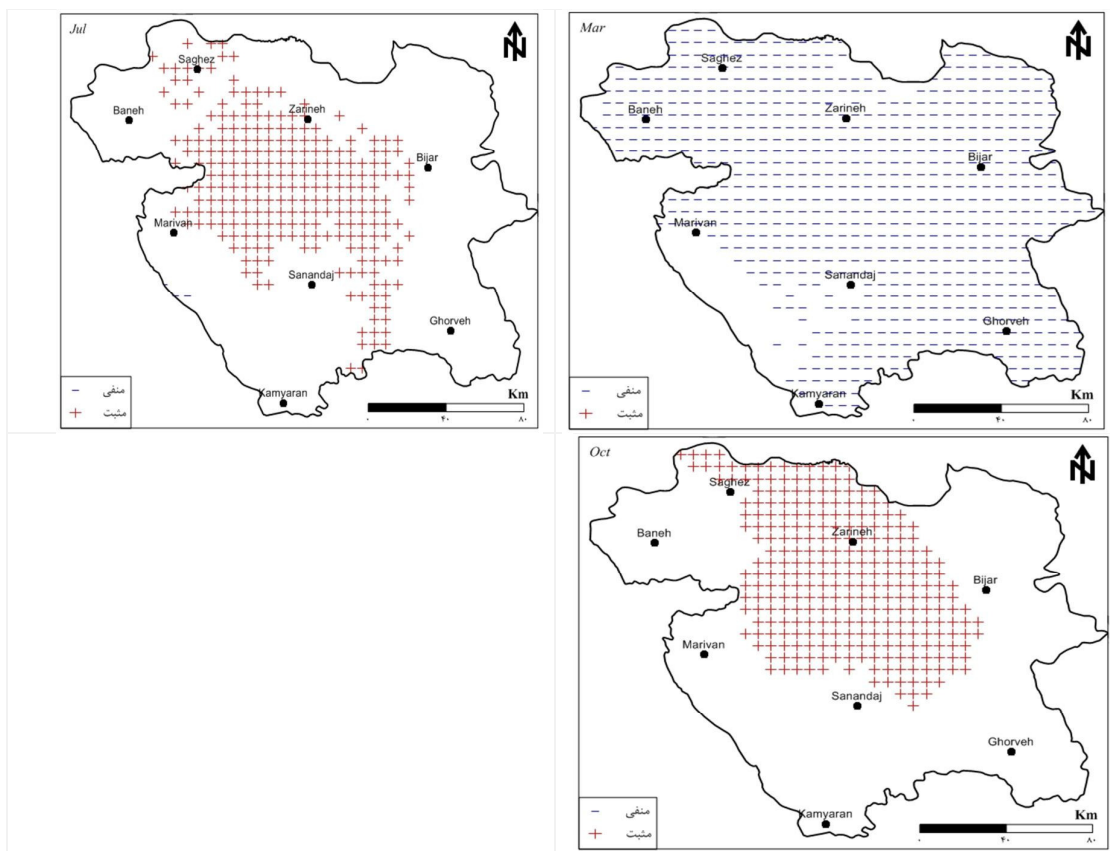 Jul
N
Saghez
Baneh
Zarineh
Bijar
Marivan
Sanandaj
Ghorveh
Kamyaran
منفی
مثبت
Km
۰ ۴۰ ۸۰
Mar
N
Saghez
Baneh
Zarineh
Bijar
Marivan
Sanandaj
Ghorveh
Kamyaran
منفی
مثبت
Km
۰ ۴۰ ۸۰
Oct
N
Saghez
Baneh
Zarineh
Bijar
Marivan
Sanandaj
Ghorveh
Kamyaran
منفی
مثبت
Km
۰ ۴۰ ۸۰